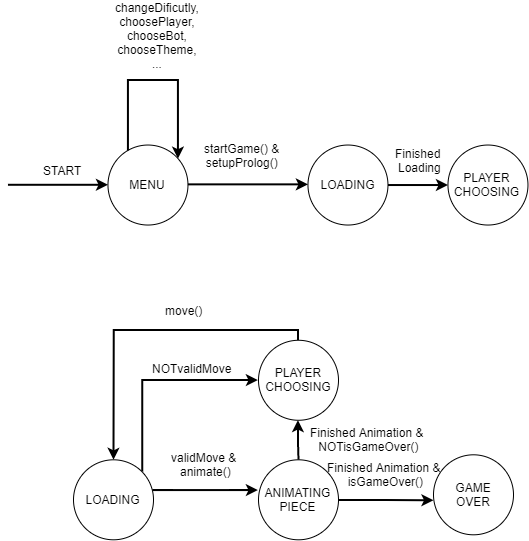 changeDificutly,
choosePlayer,
chooseBot,
chooseTheme,
...
START
MENU
startGame() &
setupProlog()
LOADING
Finished
Loading
PLAYER
CHOOSING
move()
NOTvalidMove
PLAYER
CHOOSING
Finished Animation &
NOTisGameOver()
validMove &
animate()
Finished Animation &
isGameOver()
LOADING
ANIMATING
PIECE
GAME
OVER